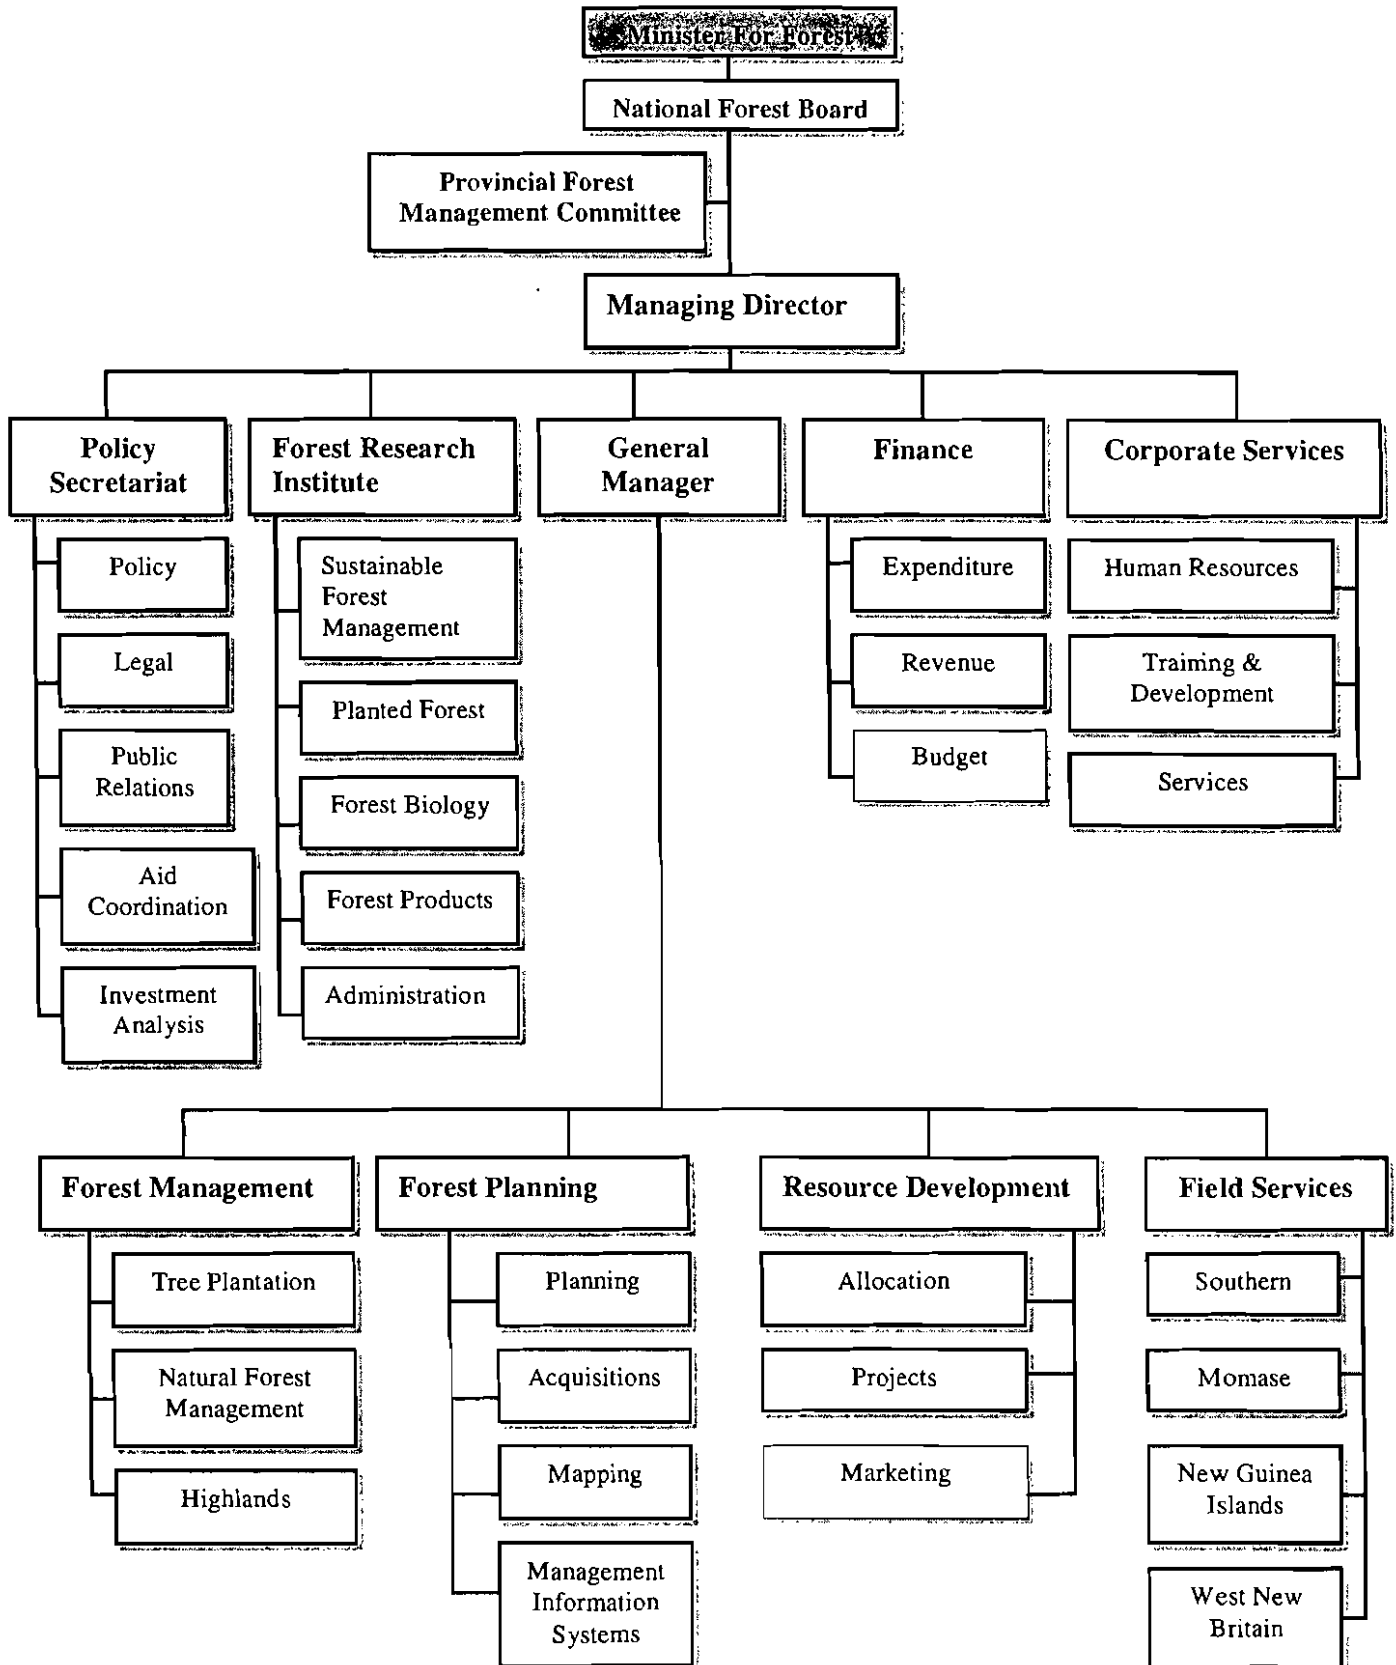 Minister For Forest
National Forest Board
Provincial Forest
Management Committee
Managing Director
Policy
Secretariat
Forest Research
Institute
General
Manager
Finance
Corporate Services
Policy
Legal
Public
Relations
Aid
Coordination
Investment
Analysis
Sustainable
Forest
Management
Planted Forest
Forest Biology
Forest Products
Administration
Expenditure
Revenue
Budget
Human Resources
Training &
Development
Services
Forest Management
Forest Planning
Resource Development
Field Services
Tree Plantation
Natural Forest
Management
Highlands
Planning
Acquisitions
Mapping
Management
Information
Systems
Allocation
Projects
Marketing
Southern
Momase
New Guinea
Islands
West New
Britain